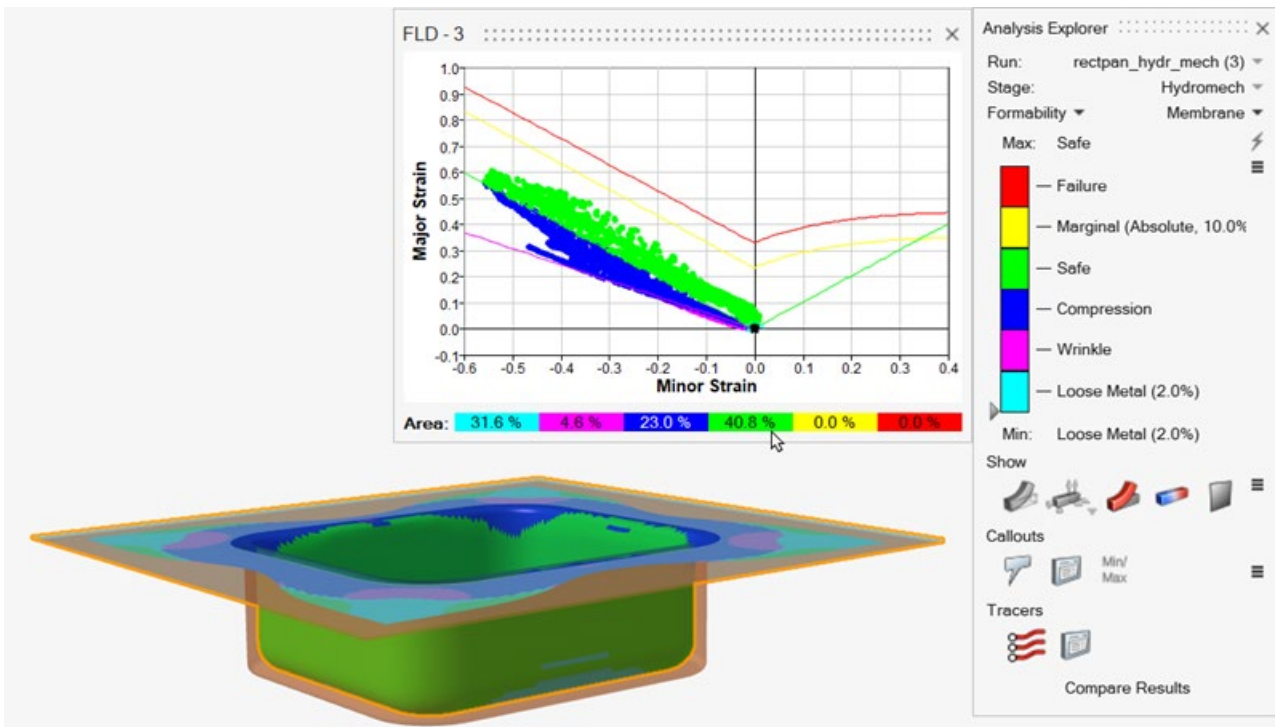 FLD - 3
Major Strain
1.0
0.9
0.8
0.7
0.6
0.5
0.4
0.3
0.2
0.1
0.0
-0.1
-0.6 -0.5 -0.4 -0.3 -0.2 -0.1 0.0 0.1 0.2 0.3 0.4
Minor Strain
Area: 31.6 % 4.6 % 23.0 % 40.8 % 0.0 % 0.0 %
Analysis Explorer
Run: rectpan_hydr_mech (3)
Stage: Hydromech
Formability Membrane
Max: Safe
Failure
Marginal (Absolute, 10.0%
Safe
Compression
Wrinkle
Loose Metal (2.0%)
Min: Loose Metal (2.0%)
Show
Callouts
Min/
Max
Tracers
Compare Results